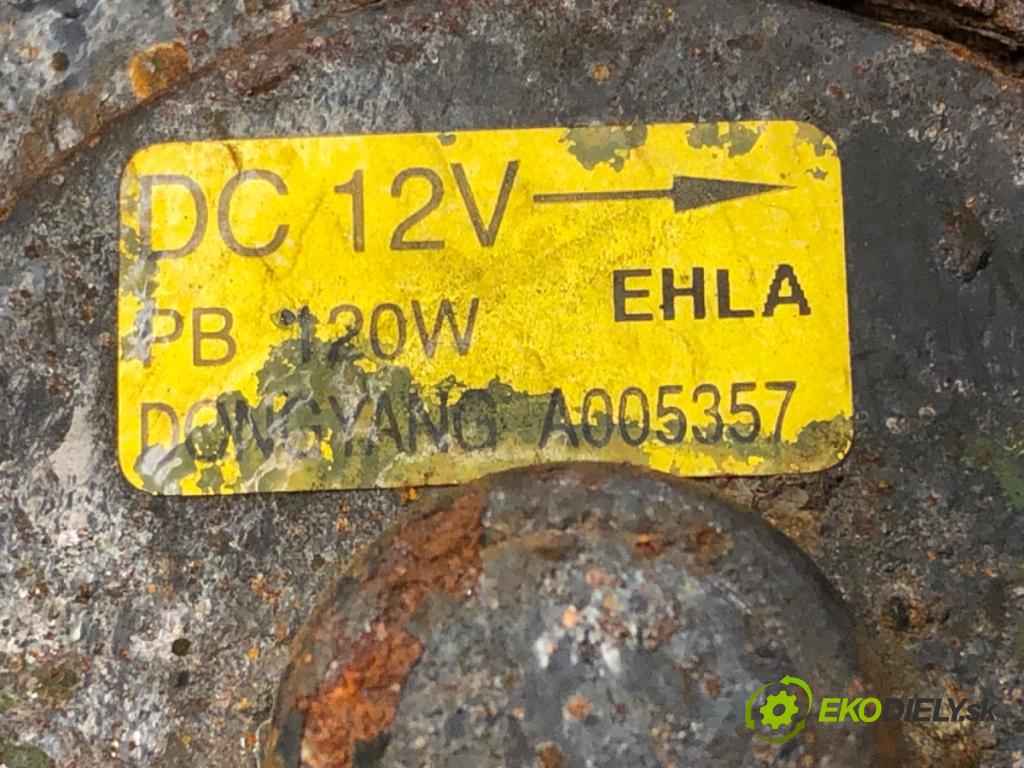 DC 12V
EHLA
PB 120W
DONGYANG A005357
EKODIELY.sk